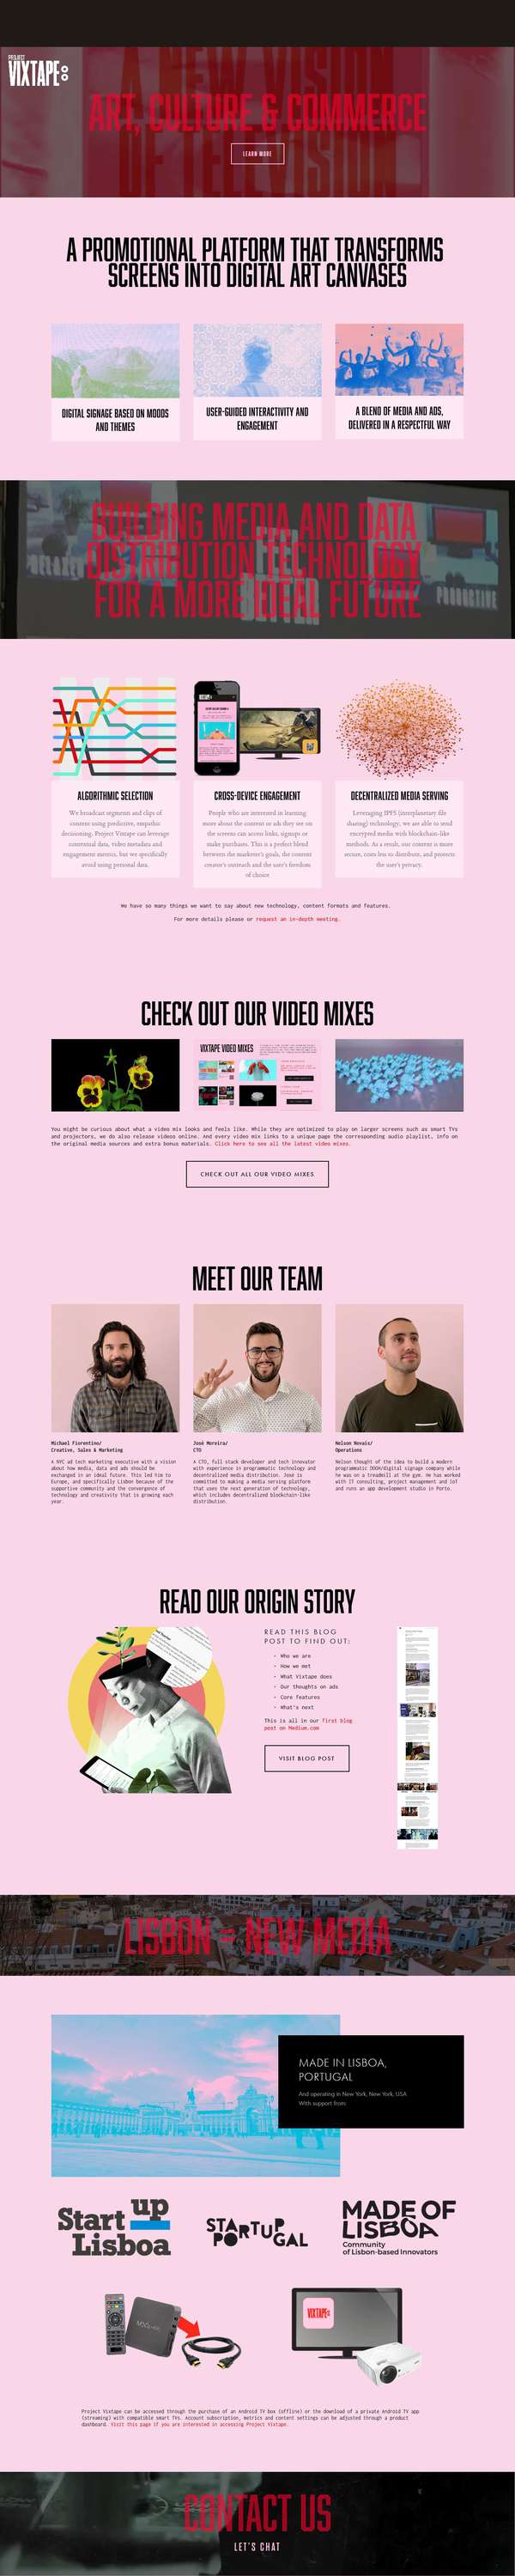 PROJECT
VIXTAPE
ART, CULTURE & COMMERCE
LEARN MORE
A PROMOTIONAL PLATFORM THAT TRANSFORMS
SCREENS INTO DIGITAL ART CANVASES
DIGITAL SIGNAGE BASED ON MOODS
AND THEMES
USER-GUIDED INTERACTIVITY AND
ENGAGEMENT
A BLEND OF MEDIA AND ADS,
DELIVERED IN A RESPECTFUL WAY
BUILDING MEDIA AND DATA
DISTRIBUTION TECHNOLOGY
FOR A MORE IDEAL FUTURE
ALGORITHMIC SELECTION
We broadcast segments and clips of
content using predictive, empathic
decisioning. Project Vixtape can leverage
contextual data, video metadata and
engagement metrics, but we specifically
avoid using personal data.
CROSS-DEVICE ENGAGEMENT
People who are interested in learning
more about the content or ads they see on
the screens can access links, signups or
make purchases. This is a perfect blend
between the marketer's goals, the content
creator's outreach and the user's freedom
of choice.
DECENTRALIZED MEDIA SERVING
Leveraging IPFS (interplanetary file
sharing) technology, we are able to send
encrypted media with blockchain-like
methods. As a result, our content is more
secure, costs less to distribute, and protects
the user's privacy.
We have so many things we want to say about new technology, content formats and features.
For more details please or request an in-depth meeting.
CHECK OUT OUR VIDEO MIXES
VIXTAPE VIDEO MIXES
You might be curious about what a video mix looks and feels like. While they are optimized to play on larger screens such as smart TVs
and projectors, we do also release videos online. And every video mix links to a unique page the corresponding audio playlist, info on
the original media sources and extra bonus materials. Click here to see all the latest video mixes.
CHECK OUT ALL OUR VIDEO MIXES
MEET OUR TEAM
Michael Fiorentino/
Creative, Sales & Marketing
A NYC ad tech marketing executive with a vision
about how media, data and ads should be
exchanged in an ideal future. This led him to
Europe, and specifically Lisbon because of the
supportive community and the convergence of
technology and creativity that is growing each
year.
José Moreira/
CTO
A CTO, full stack developer and tech innovator
with experience in programmatic technology and
decentralized media distribution. José is
committed to making a media serving platform
that uses the next generation of technology,
which includes decentralized blockchain-like
distribution.
Nelson Novais/
Operations
Nelson thought of the idea to build a modern
programmatic DOOH/digital signage company while
he was on a treadmill at the gym. He has worked
with IT consulting, project management and IoT
and runs an app development studio in Porto.
READ OUR ORIGIN STORY
READ THIS BLOG
POST TO FIND OUT:
• Who we are
• How we met
• What Vixtape does
• Our thoughts on ads
• Core features
• What's next
This is all in our first blog
post on Medium.com
VISIT BLOG POST
LISBON = NEW MEDIA
MADE IN LISBOA,
PORTUGAL
And operating in New York, New York, USA
With support from:
Start up
Lisboa
STARTUP
PORTUGAL
MADE OF
LISBOA
Community
of Lisbon-based Innovators
VIXTAPE
Project Vixtape can be accessed through the purchase of an Android TV box (offline) or the download of a private Android TV app
(streaming) with compatible smart TVs. Account subscription, metrics and content settings can be adjusted through a product
dashboard. Visit this page if you are interested in accessing Project Vixtape.
CONTACT US
LET'S CHAT